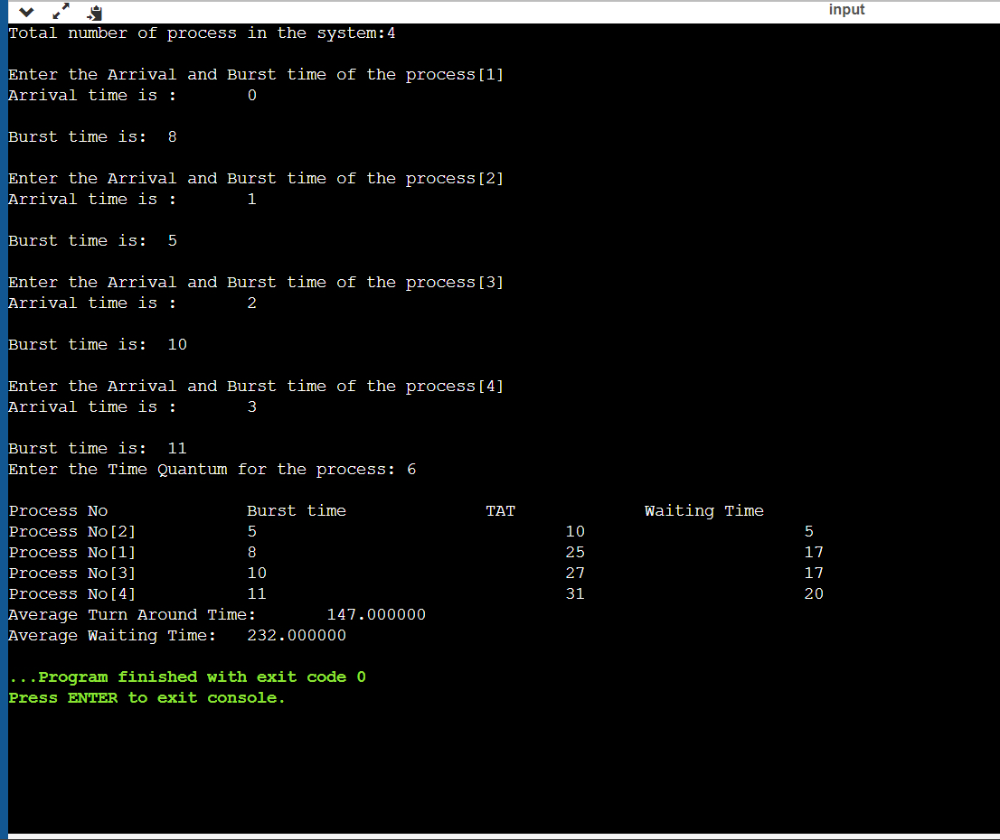 input
Total number of process in the system:4
Enter the Arrival and Burst time of the process[1]
Arrival time is : 0
Burst time is: 8
Enter the Arrival and Burst time of the process[2]
Arrival time is : 1
Burst time is: 5
Enter the Arrival and Burst time of the process[3]
Arrival time is : 2
Burst time is: 10
Enter the Arrival and Burst time of the process[4]
Arrival time is : 3
Burst time is: 11
Enter the Time Quantum for the process: 6
Process No Burst time TAT Waiting Time
Process No[2] 5 10 5
Process No[1] 8 25 17
Process No[3] 10 27 17
Process No[4] 11 31 20
Average Turn Around Time: 147.000000
Average Waiting Time: 232.000000
...Program finished with exit code 0
Press ENTER to exit console.